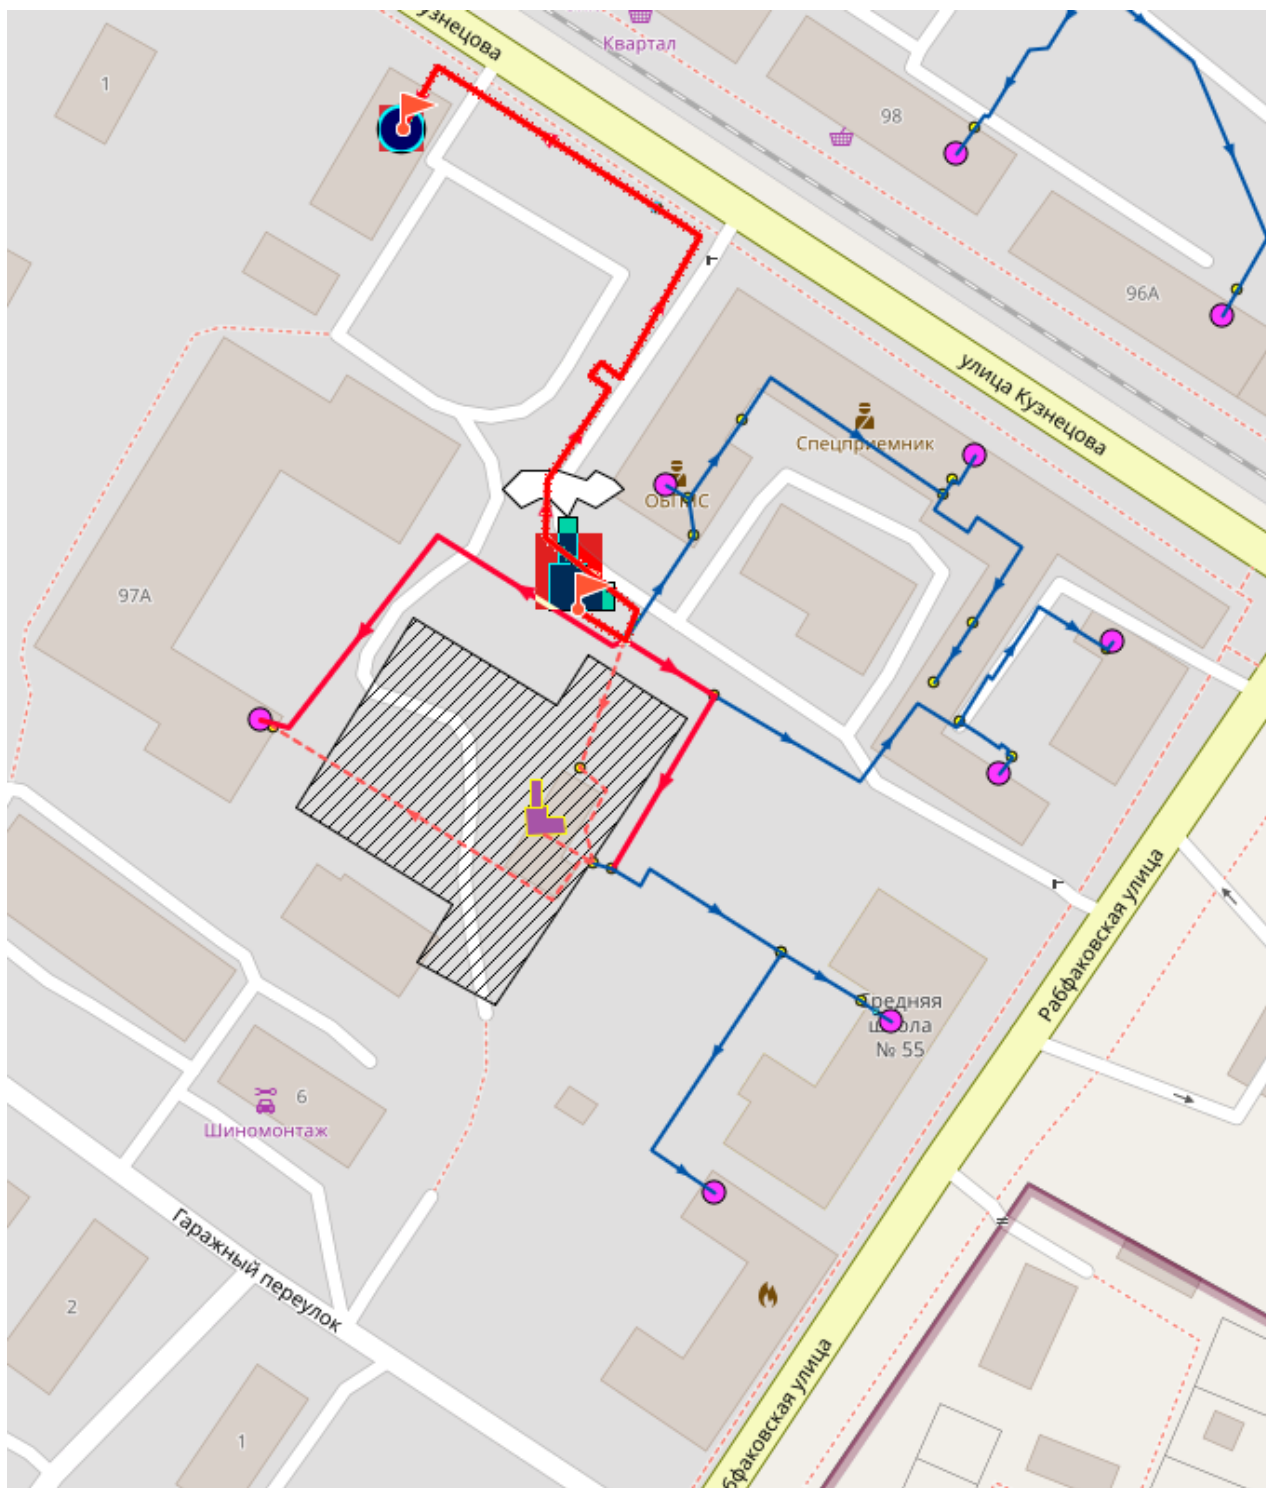 Кузнецова
Квартал
1
98
96А
улица Кузнецова
Спецприемник
97А
Средняя
школа
№ 55
Рабфаковская улица
6
Шиномонтаж
Гаражный переулок
2
1